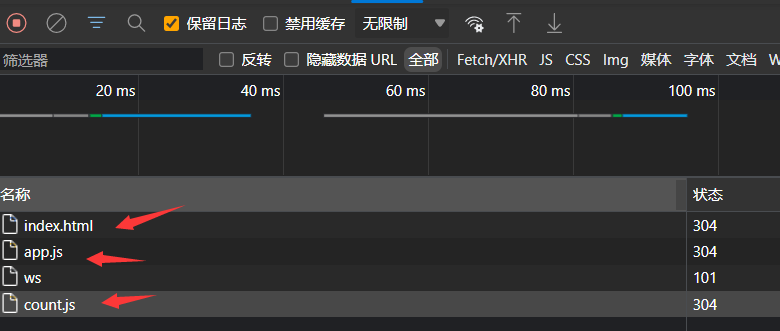 保留日志 禁用缓存 无限制
筛选器 反转 隐藏数据 URL 全部 Fetch/XHR JS CSS Img 媒体 字体 文档
20 ms 40 ms 60 ms 80 ms 100 ms
名称 状态
index.html 304
app.js 304
ws 101
count.js 304